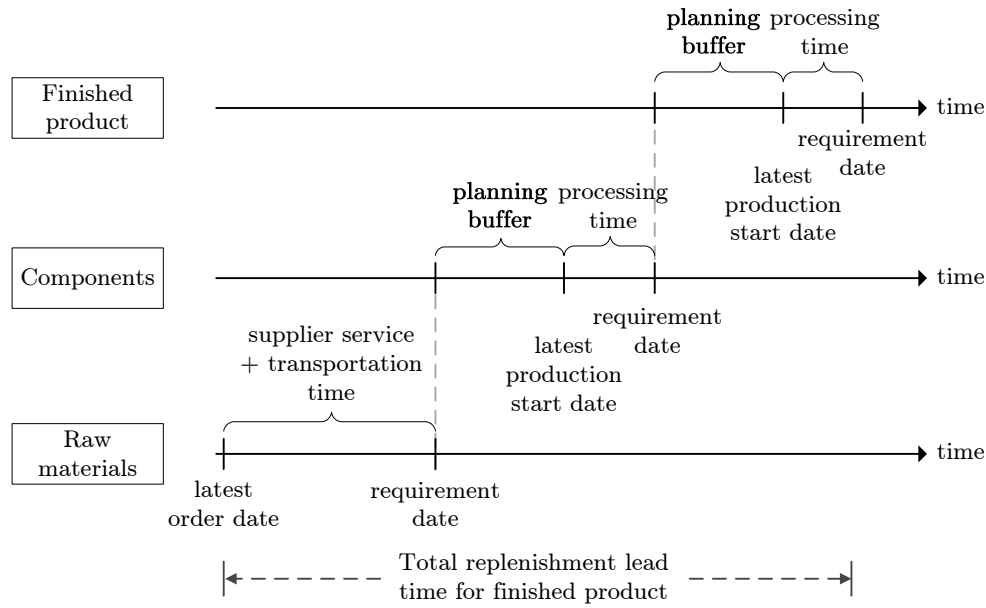 planning processing
buffer time
Finished
product
time
requirement
date
latest
production
start date
planning processing
buffer time
Components
time
requirement
date
latest
production
start date
supplier service
+ transportation
time
Raw
materials
time
latest
order date
requirement
date
Total replenishment lead
time for finished product